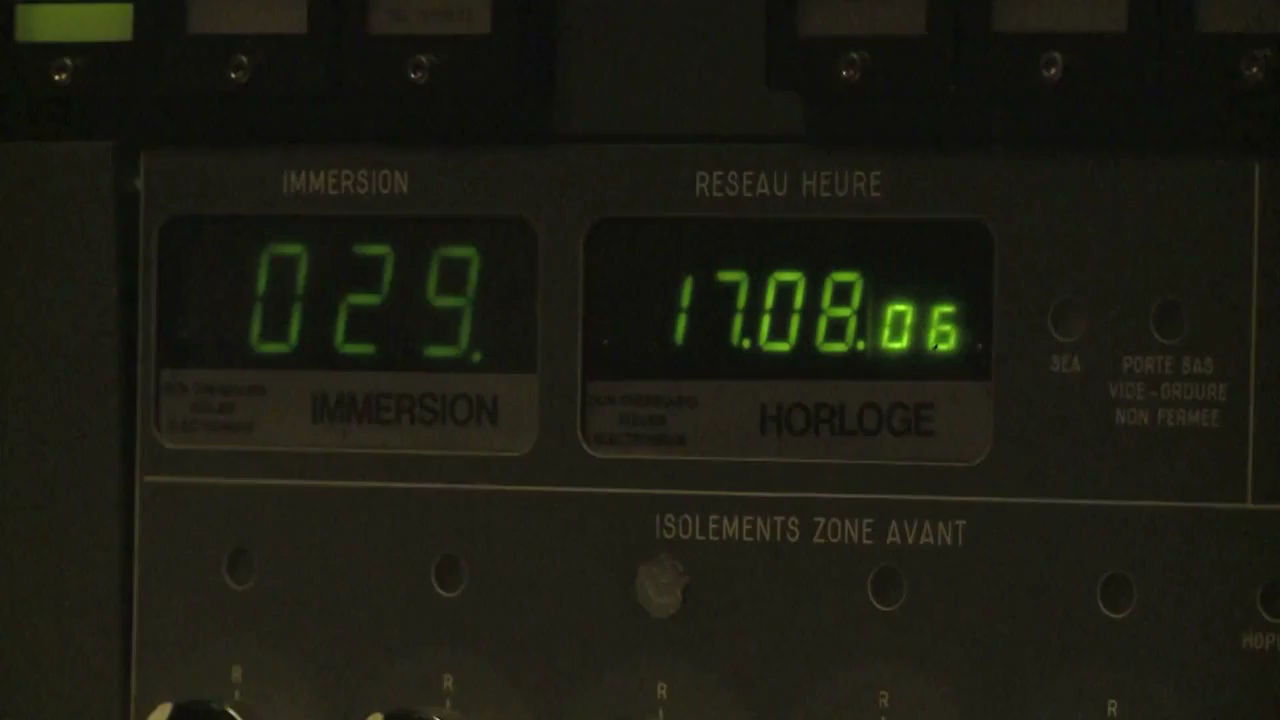 IMMERSION
RESEAU HEURE
029.
17.08.06
IMMERSION
HORLOGE
SEA
PORTE SAS
VIDE-ORDURE
NON FERMEE
ISOLEMENTS ZONE AVANT
R
R
R
R
R